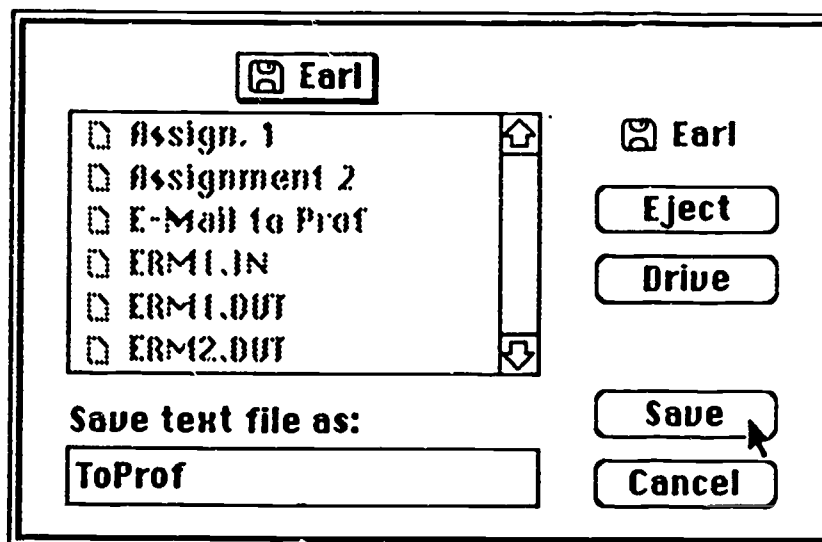 Earl
Assign. 1
Assignment 2
E-Mail to Prof
ERM1.IN
ERM1.OUT
ERM2.OUT
Earl
Eject
Drive
Save text file as:
ToProf
Save
Cancel